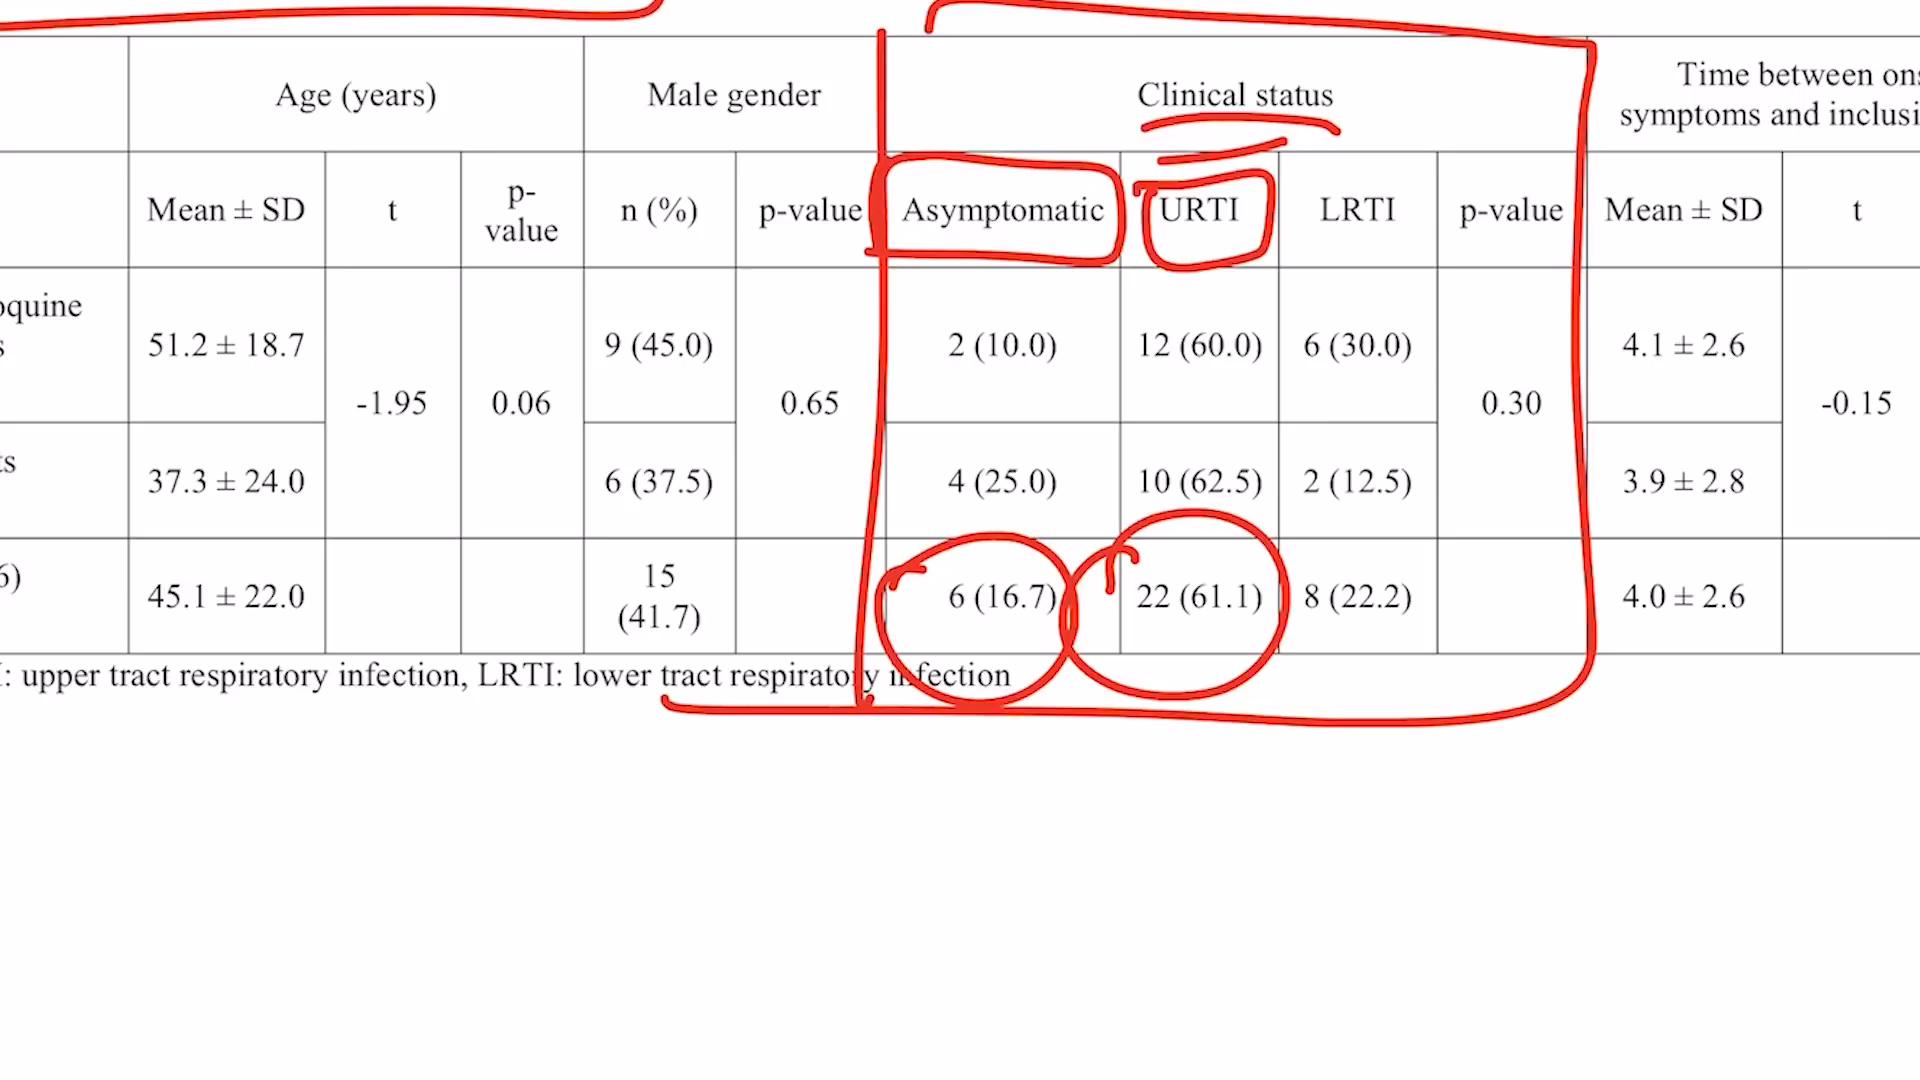 Age (years) Male gender Clinical status Time between ons
symptoms and inclusi
Mean ± SD t p-value n (%) p-value Asymptomatic URTI LRTI p-value Mean ± SD t
oquine
s
51.2 ± 18.7 9 (45.0) 2 (10.0) 12 (60.0) 6 (30.0) 4.1 ± 2.6
-1.95 0.06 0.65 0.30 -0.15
ts 37.3 ± 24.0 6 (37.5) 4 (25.0) 10 (62.5) 2 (12.5) 3.9 ± 2.8
6) 45.1 ± 22.0 15 (41.7) 6 (16.7) 22 (61.1) 8 (22.2) 4.0 ± 2.6
I: upper tract respiratory infection, LRTI: lower tract respiratory infection